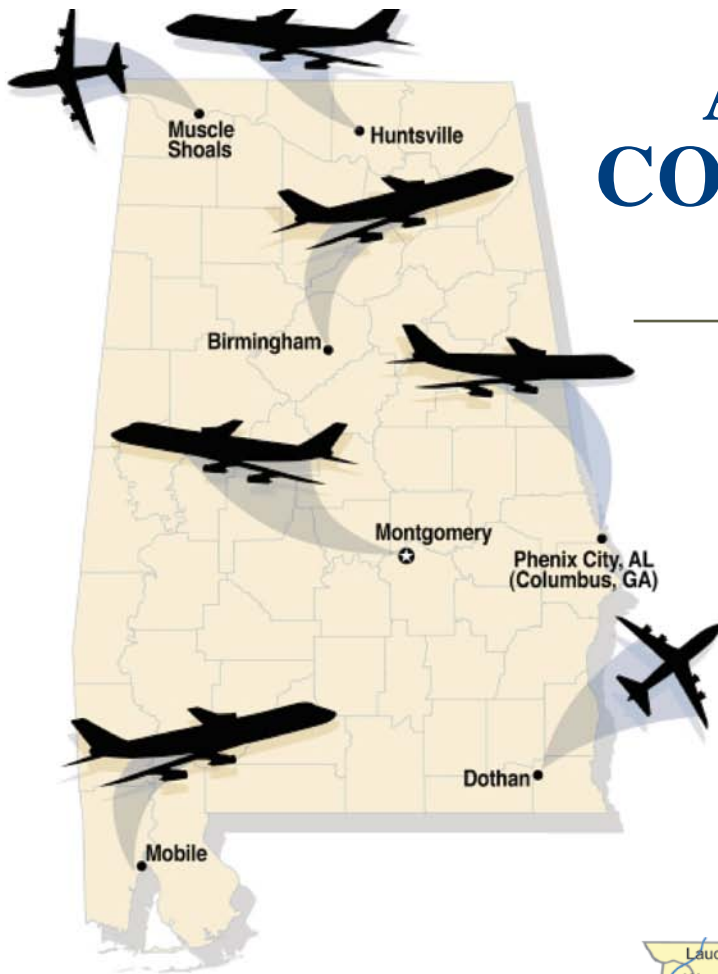 Muscle
Shoals
Huntsville
Birmingham
Montgomery
Phenix City, AL
(Columbus, GA)
Dothan
Mobile